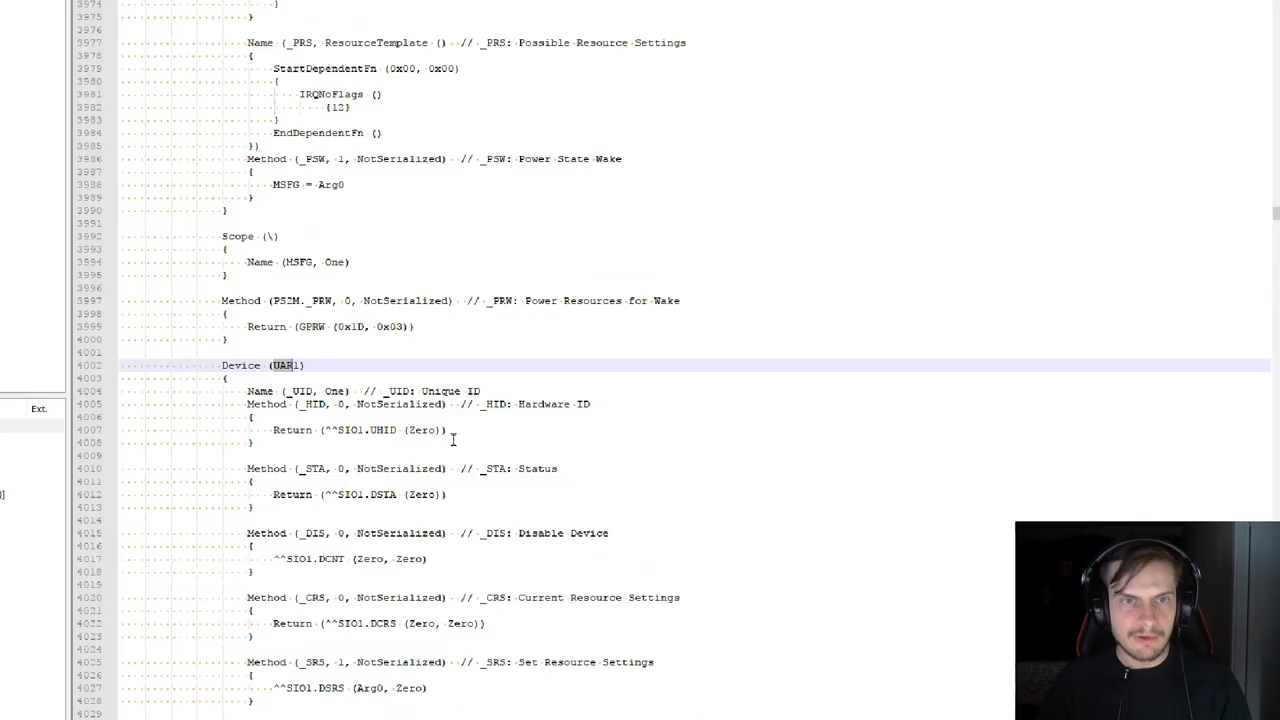 3974 }
3975 }
3976
3977 Name (_PRS, ResourceTemplate () // _PRS: Possible Resource Settings
3978 {
3979 StartDependentFn (0x00, 0x00)
3980 {
3981 IRQNoFlags ()
3982 {12}
3983 }
3984 EndDependentFn ()
3985 })
3986 Method (_PSW, 1, NotSerialized) // _PSW: Power State Wake
3987 {
3988 MSFG = Arg0
3989 }
3990 }
3991
3992 Scope (\)
3993 {
3994 Name (MSFG, One)
3995 }
3996
3997 Method (PS2M._PRW, 0, NotSerialized) // _PRW: Power Resources for Wake
3998 {
3999 Return (GPRW (0x1D, 0x03))
4000 }
4001
4002 Device (UAR1)
4003 {
Ext.
4004 Name (_UID, One) // _UID: Unique ID
4005 Method (_HID, 0, NotSerialized) // _HID: Hardware ID
4006 {
4007 Return (^^SIO1.UHID (Zero))
4008 }
4009
4010 Method (_STA, 0, NotSerialized) // _STA: Status
4011 {
)]
4012 Return (^^SIO1.DSTA (Zero))
4013 }
4014
4015 Method (_DIS, 0, NotSerialized) // _DIS: Disable Device
4016 {
4017 ^^SIO1.DCNT (Zero, Zero)
4018 }
4019
4020 Method (_CRS, 0, NotSerialized) // _CRS: Current Resource Settings
4021 {
4022 Return (^^SIO1.DCRS (Zero, Zero))
4023 }
4024
4025 Method (_SRS, 1, NotSerialized) // _SRS: Set Resource Settings
4026 {
4027 ^^SIO1.DSRS (Arg0, Zero)
4028 }
4029